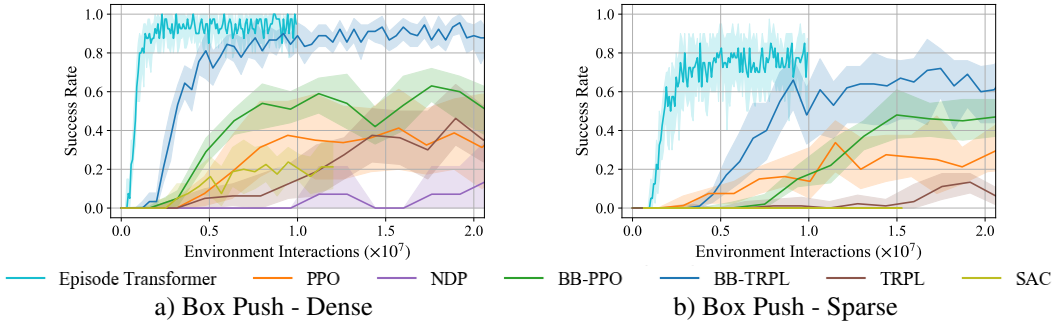 1.0
0.8
0.6
0.4
0.2
0.0
Success Rate
0.0 0.5 1.0 1.5 2.0
Environment Interactions (×10⁷)
1.0
0.8
0.6
0.4
0.2
0.0
Success Rate
0.0 0.5 1.0 1.5 2.0
Environment Interactions (×10⁷)
Episode Transformer PPO NDP BB-PPO BB-TRPL TRPL SAC
a) Box Push - Dense b) Box Push - Sparse